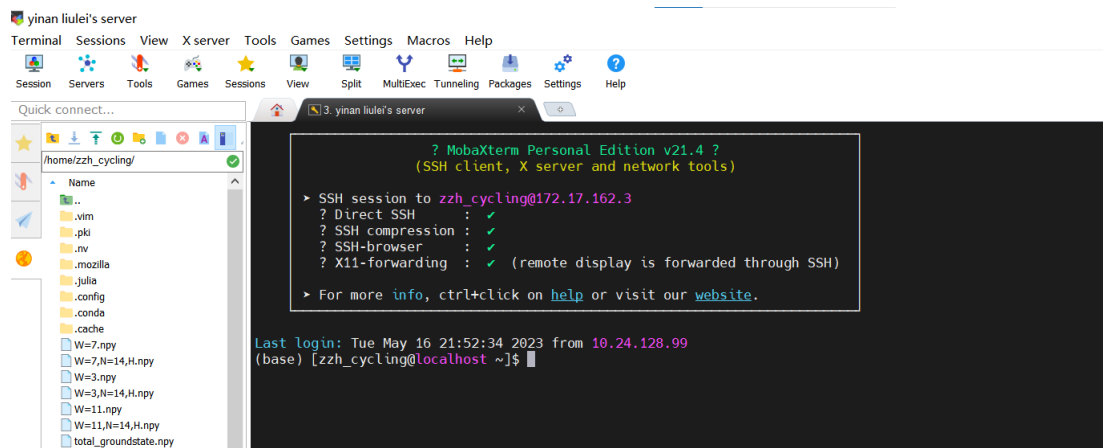 yinan liulei's server
Terminal Sessions View X server Tools Games Settings Macros Help
Session Servers Tools Games Sessions View Split MultiExec Tunneling Packages Settings Help
Quick connect...
3. yinan liulei's server
/home/zzh_cycling/
Name
..
.vim
.pki
.nv
.mozilla
.julia
.config
.conda
.cache
W=7.npy
W=7,N=14,H.npy
W=3.npy
W=3,N=14,H.npy
W=11.npy
W=11,N=14,H.npy
total_groundstate.npy
? MobaXterm Personal Edition v21.4 ?
(SSH client, X server and network tools)
➤ SSH session to zzh_cycling@172.17.162.3
? Direct SSH : ✔
? SSH compression : ✔
? SSH-browser : ✔
? X11-forwarding : ✔ (remote display is forwarded through SSH)
➤ For more info, ctrl+click on help or visit our website.
Last login: Tue May 16 21:52:34 2023 from 10.24.128.99
(base) [zzh_cycling@localhost ~]$